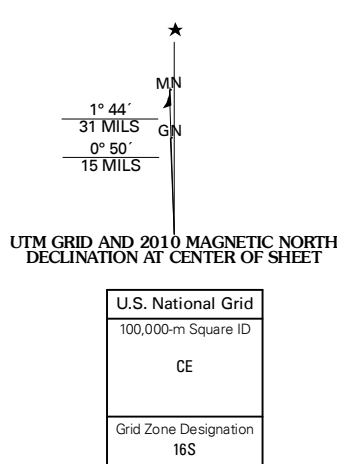 MN
1° 44´
31 MILS
GN
0° 50´
15 MILS
UTM GRID AND 2010 MAGNETIC NORTH
DECLINATION AT CENTER OF SHEET
U.S. National Grid
100,000-m Square ID
CE
Grid Zone Designation
16S